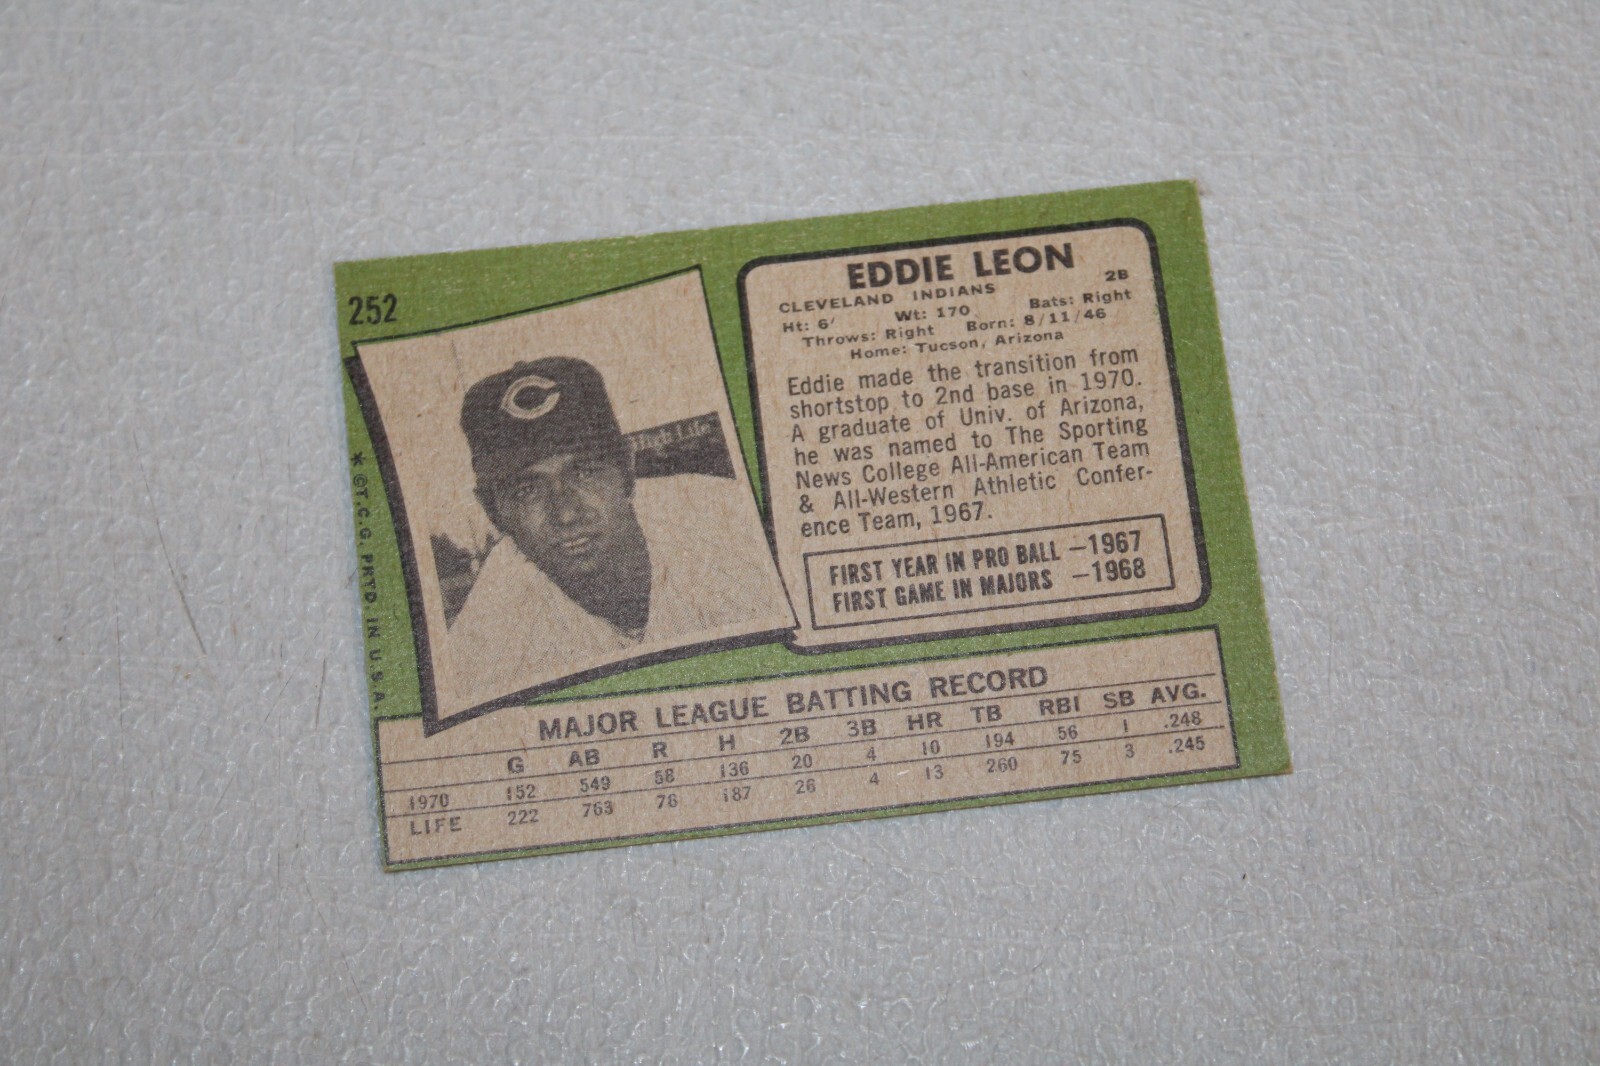 252
EDDIE LEON
CLEVELAND INDIANS 2B
Ht: 6' Wt: 170 Bats: Right
Throws: Right Born: 8/11/46
Home: Tucson, Arizona
Eddie made the transition from
shortstop to 2nd base in 1970.
A graduate of Univ. of Arizona,
he was named to The Sporting
News College All-American Team
& All-Western Athletic Confer-
ence Team, 1967.
FIRST YEAR IN PRO BALL —1967
FIRST GAME IN MAJORS —1968
C
High Life
* ©T.C.G. PRTD. IN U.S.A.
MAJOR LEAGUE BATTING RECORD
G AB R H 2B 3B HR TB RBI SB AVG.
1970 152 549 58 136 20 4 10 194 56 1 .248
LIFE 222 763 78 187 26 4 13 260 75 3 .245